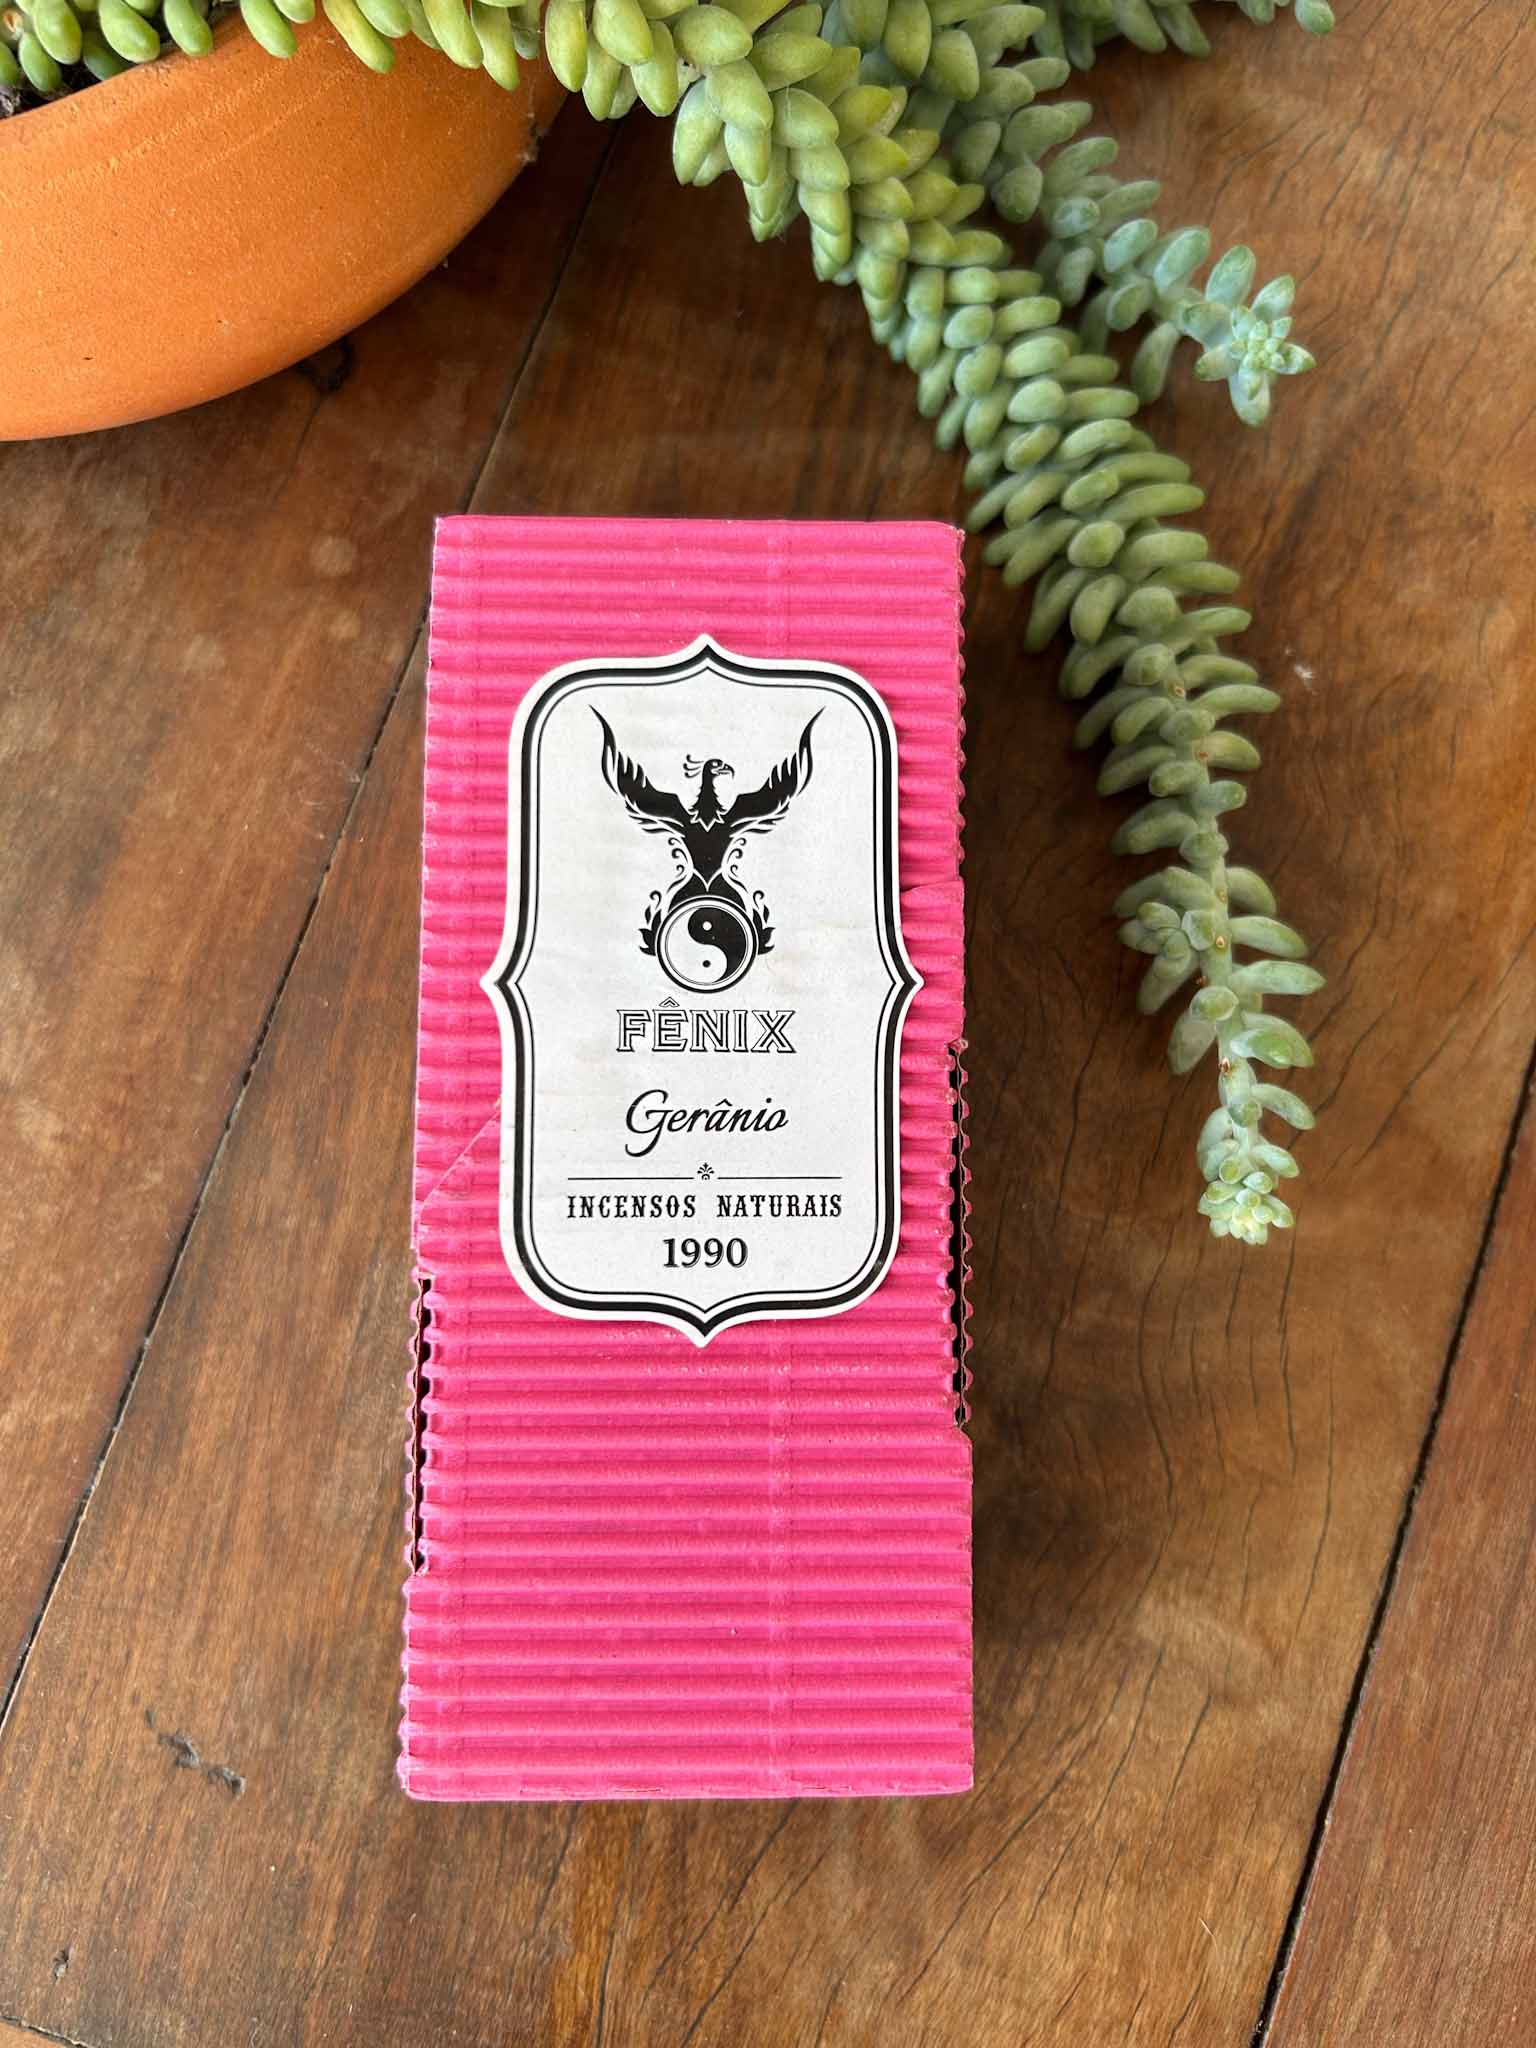 FÊNIX
Gerânio
INCENSOS NATURAIS
1990